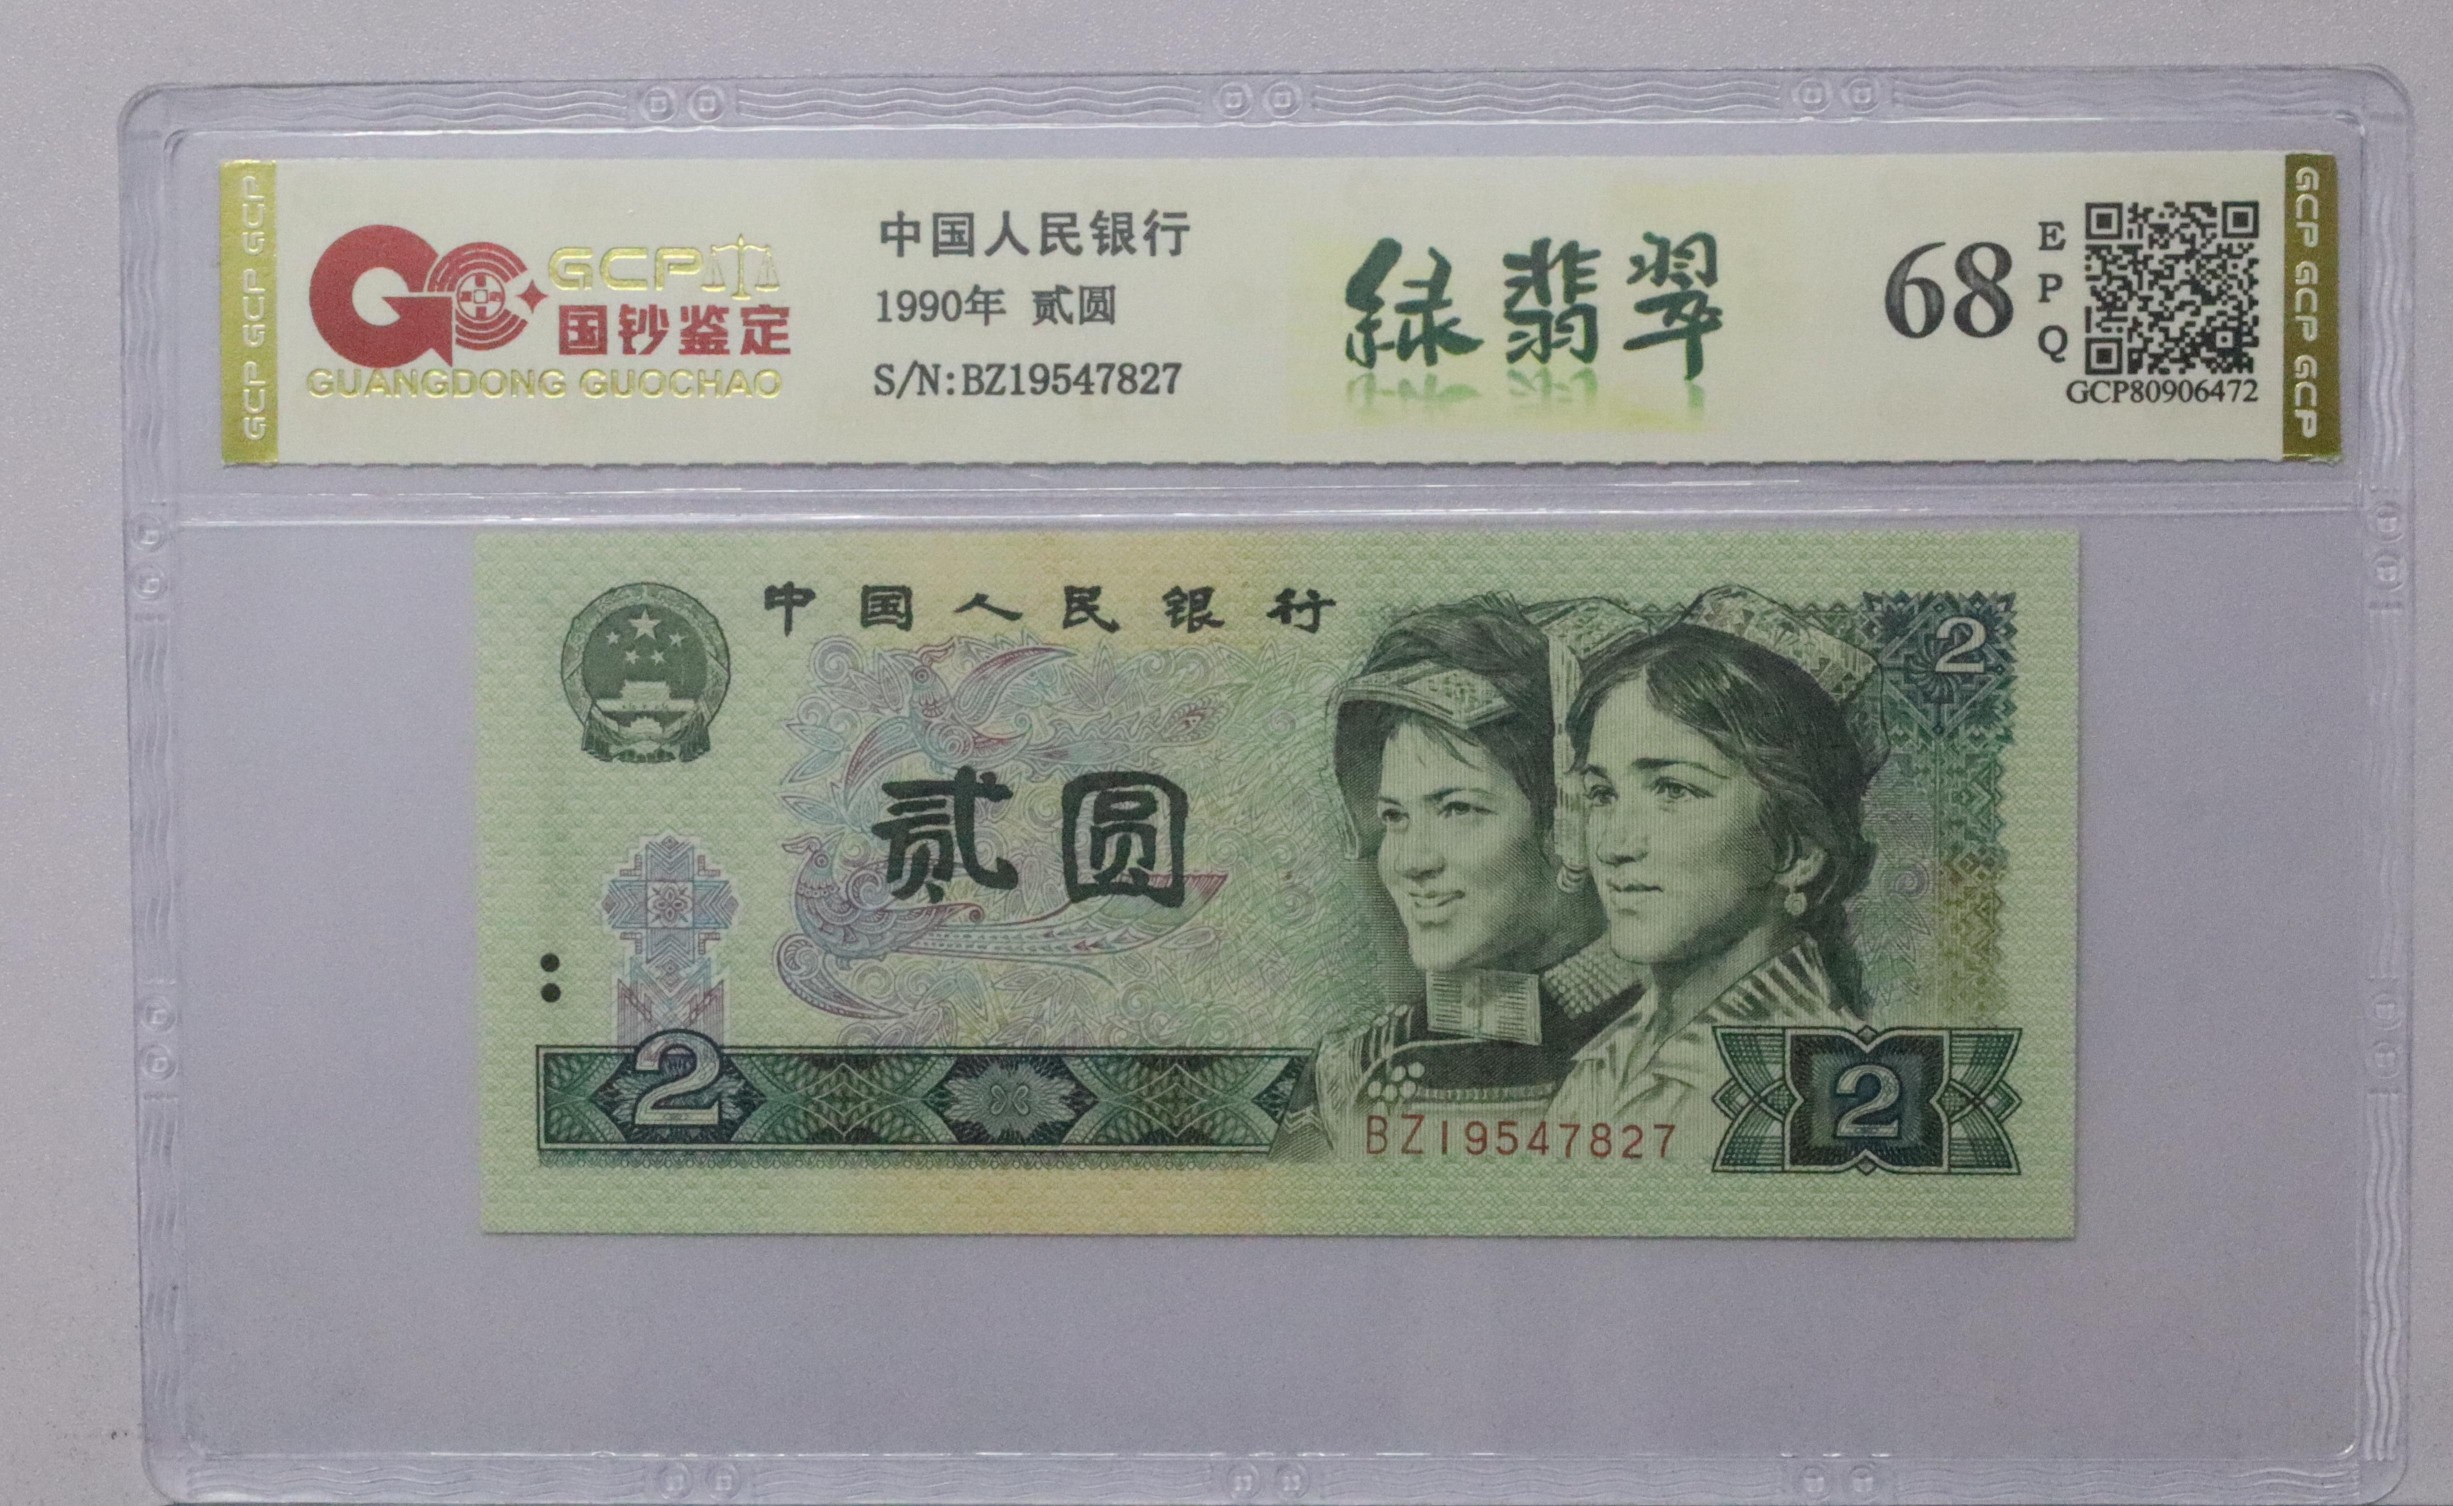 GCP GCP GCP
GCP
国钞鉴定
GUANGDONG GUOCHAO
中国人民银行
1990年 贰圆
S/N:BZ19547827
绿翡翠
68
EPQ
GCP80906472
GCP GCP GCP
中国人民银行
2
贰圆
2
BZ19547827
2